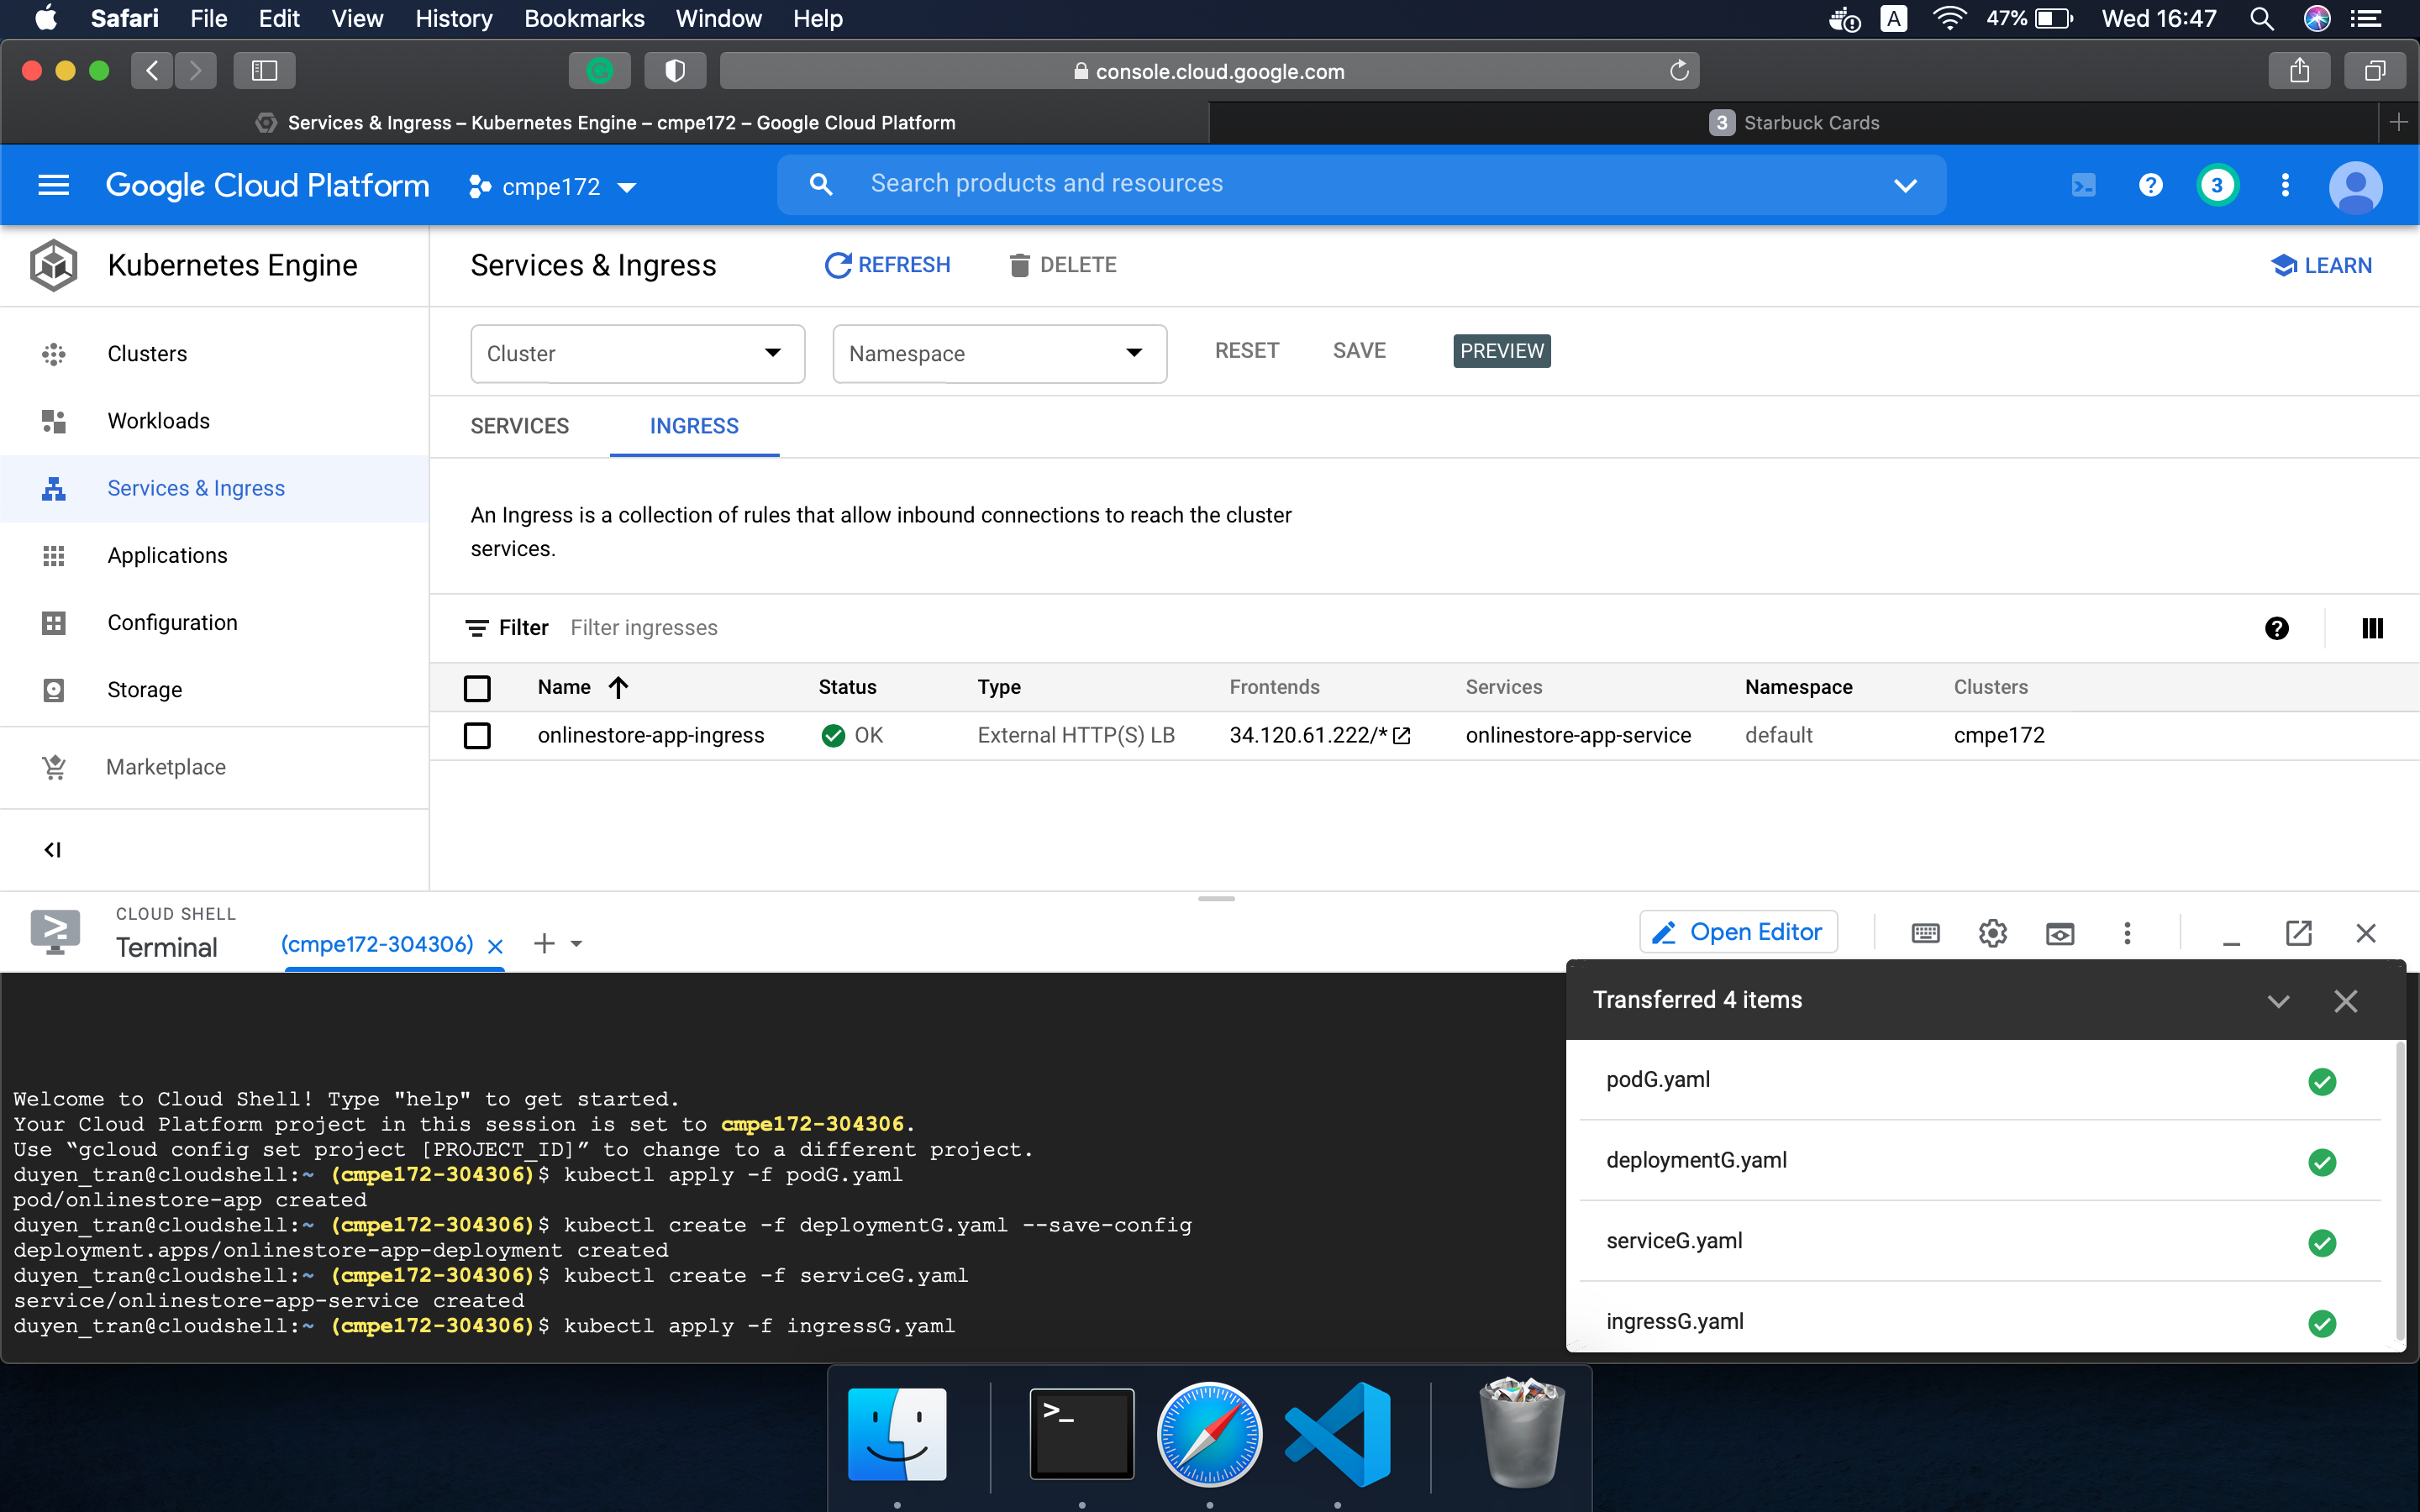 Safari File Edit View History Bookmarks Window Help A 47% Wed 16:47
console.cloud.google.com
Services & Ingress – Kubernetes Engine – cmpe172 – Google Cloud Platform
3 Starbuck Cards
Google Cloud Platform cmpe172 Search products and resources 3
Kubernetes Engine
Clusters
Workloads
Services & Ingress
Applications
Configuration
Storage
Marketplace
Services & Ingress REFRESH DELETE LEARN
Cluster Namespace RESET SAVE PREVIEW
SERVICES INGRESS
An Ingress is a collection of rules that allow inbound connections to reach the cluster
services.
Filter Filter ingresses
Name Status Type Frontends Services Namespace Clusters
onlinestore-app-ingress OK External HTTP(S) LB 34.120.61.222/* onlinestore-app-service default cmpe172
CLOUD SHELL
Terminal (cmpe172-304306) Open Editor
Welcome to Cloud Shell! Type "help" to get started.
Your Cloud Platform project in this session is set to cmpe172-304306.
Use “gcloud config set project [PROJECT_ID]” to change to a different project.
duyen_tran@cloudshell:~ (cmpe172-304306)$ kubectl apply -f podG.yaml
pod/onlinestore-app created
duyen_tran@cloudshell:~ (cmpe172-304306)$ kubectl create -f deploymentG.yaml --save-config
deployment.apps/onlinestore-app-deployment created
duyen_tran@cloudshell:~ (cmpe172-304306)$ kubectl create -f serviceG.yaml
service/onlinestore-app-service created
duyen_tran@cloudshell:~ (cmpe172-304306)$ kubectl apply -f ingressG.yaml
Transferred 4 items
podG.yaml
deploymentG.yaml
serviceG.yaml
ingressG.yaml